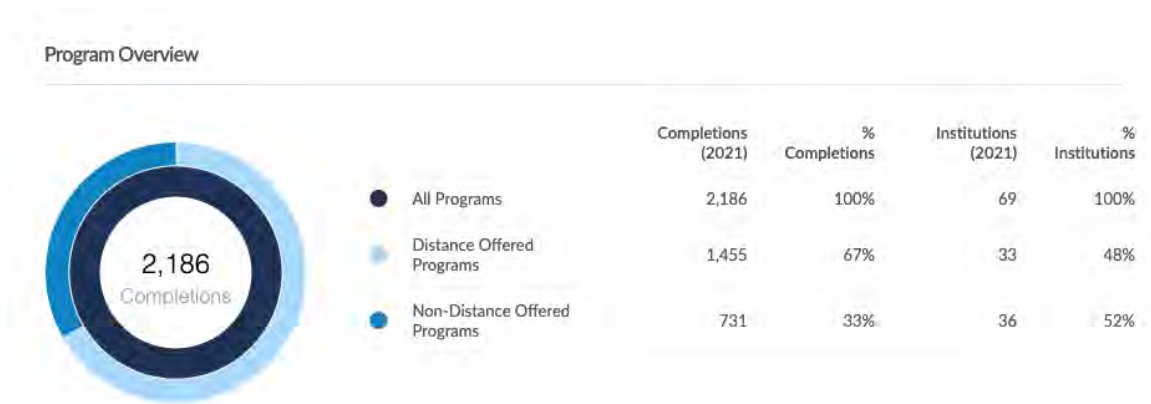 Program Overview
Completions (2021)
% Completions
Institutions (2021)
% Institutions
2,186
Completions
All Programs
2,186
100%
69
100%
Distance Offered
Programs
1,455
67%
33
48%
Non-Distance Offered
Programs
731
33%
36
52%